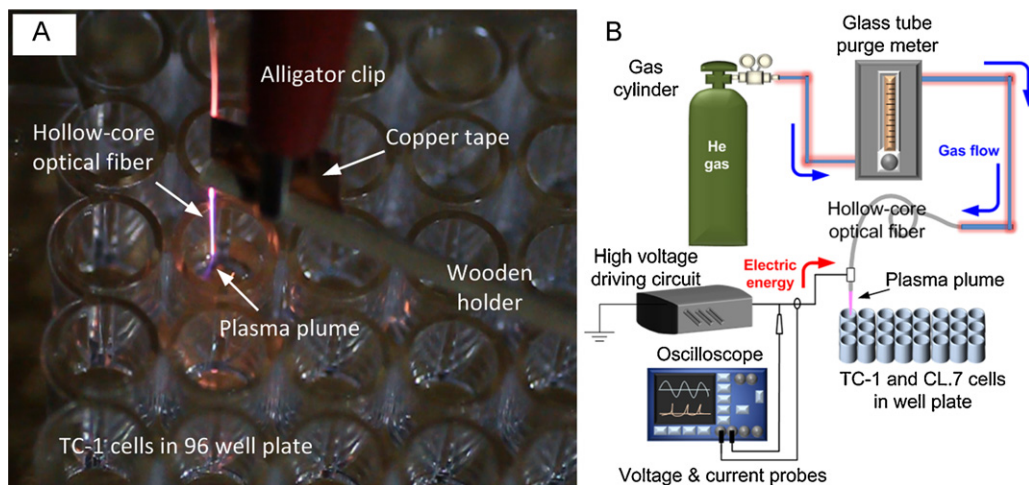 A
Alligator clip
Hollow-core
optical fiber
Copper tape
Wooden
holder
Plasma plume
TC-1 cells in 96 well plate
B
Glass tube
purge meter
Gas
cylinder
He
gas
Gas flow
Hollow-core
optical fiber
High voltage
driving circuit
Electric
energy
Plasma plume
Oscilloscope
TC-1 and CL.7 cells
in well plate
Voltage & current probes